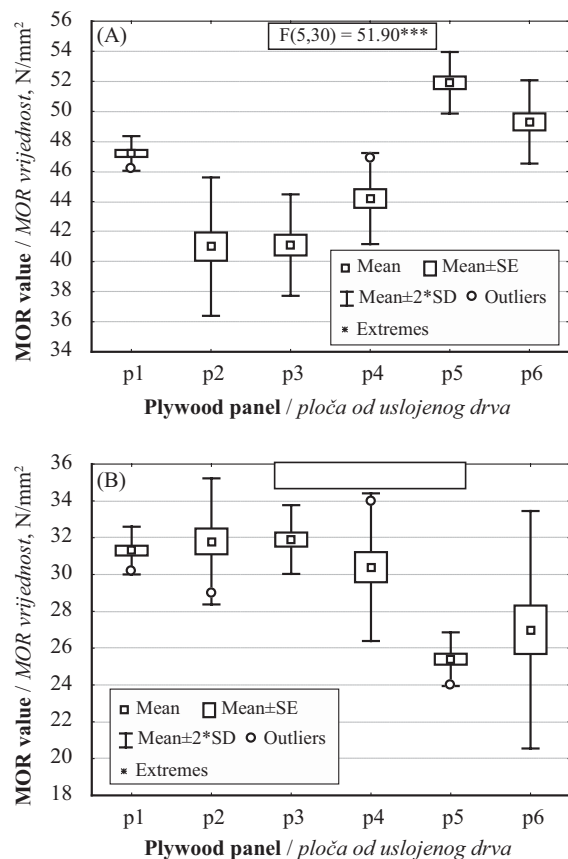 (A)
F(5,30) = 51.90***
MOR value / MOR vrijednost, N/mm²
56
54
52
50
48
46
44
42
40
38
36
34
Mean Mean±SE
Mean±2*SD Outliers
Extremes
p1 p2 p3 p4 p5 p6
Plywood panel / ploča od uslojenog drva
(B)
MOR value / MOR vrijednost, N/mm²
36
34
32
30
28
26
24
22
20
18
Mean Mean±SE
Mean±2*SD Outliers
Extremes
p1 p2 p3 p4 p5 p6
Plywood panel / ploča od uslojenog drva